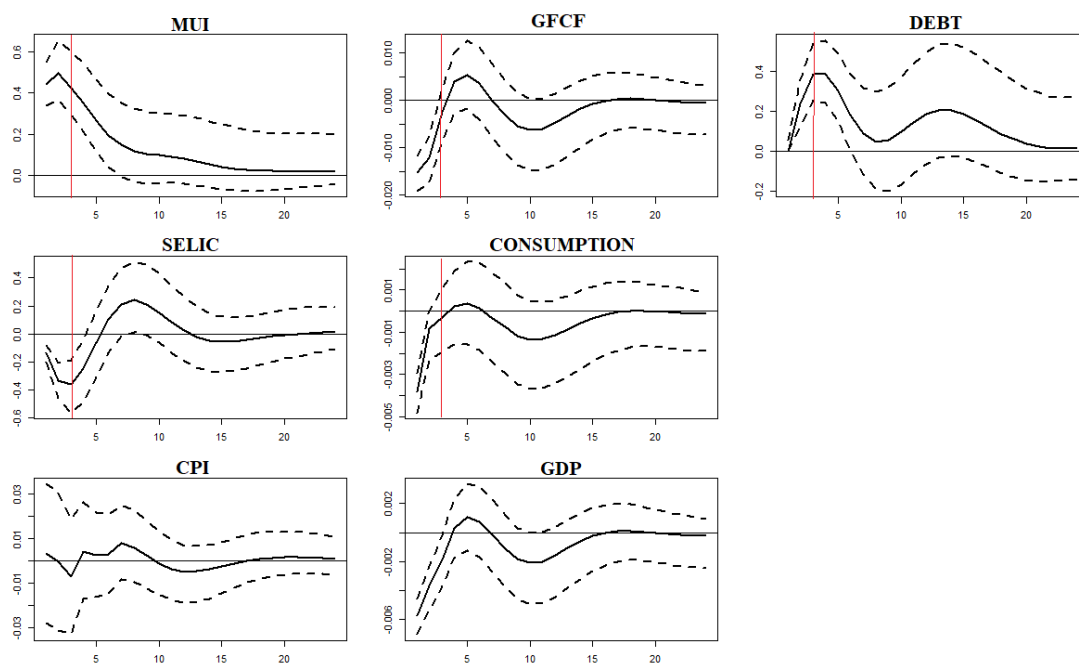 MUI
0.6
0.4
0.2
0.0
5 10 15 20
GFCF
0.010
0.000
-0.010
-0.020
5 10 15 20
DEBT
0.4
0.2
0.0
-0.2
5 10 15 20
SELIC
0.4
0.2
0.0
-0.2
-0.4
-0.6
5 10 15 20
CONSUMPTION
0.001
-0.001
-0.003
-0.005
5 10 15 20
CPI
0.03
0.01
-0.01
-0.03
5 10 15 20
GDP
0.002
-0.002
-0.006
5 10 15 20